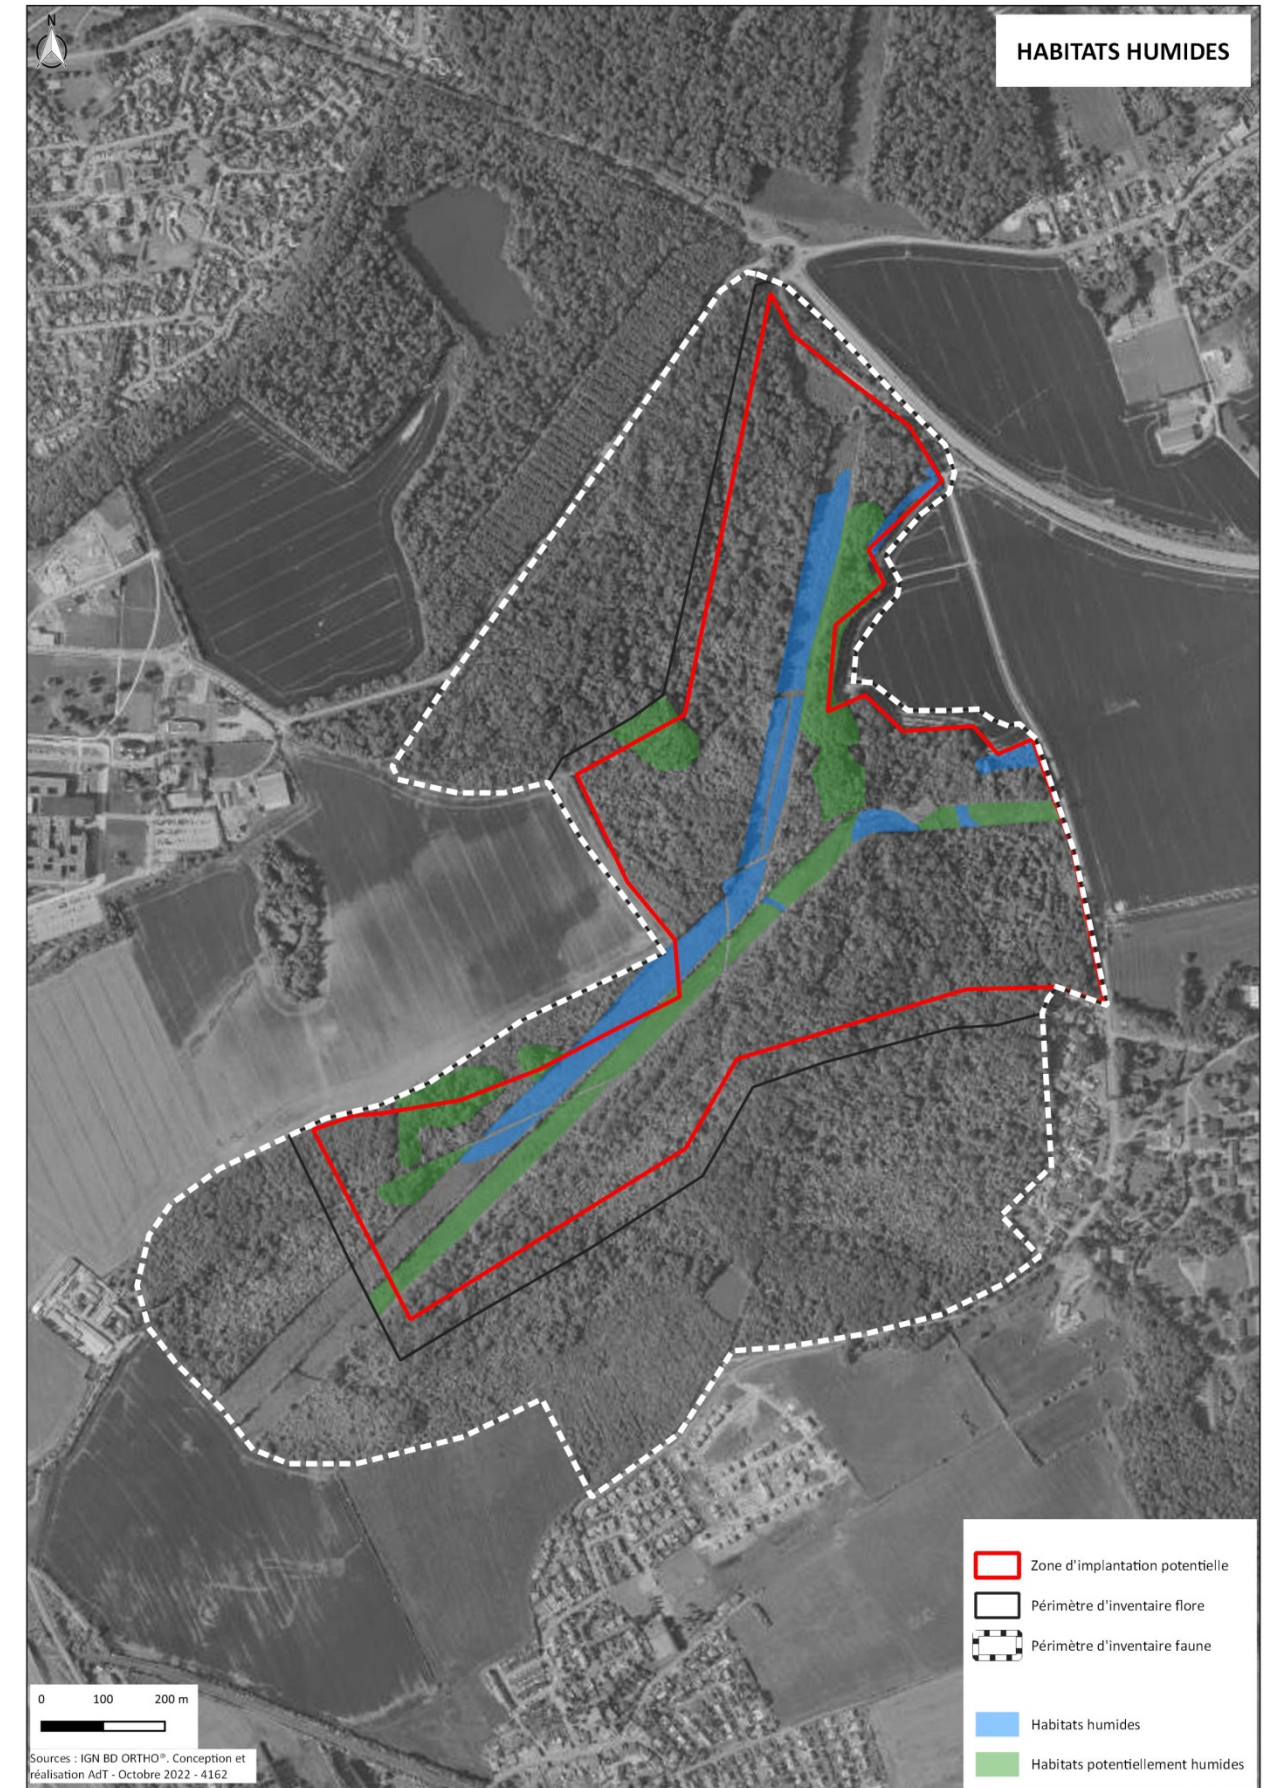 N
HABITATS HUMIDES
Zone d'implantation potentielle
Périmètre d'inventaire flore
Périmètre d'inventaire faune
Habitats humides
Habitats potentiellement humides
0 100 200 m
Sources : IGN BD ORTHO®. Conception et
réalisation AdT - Octobre 2022 - 4162